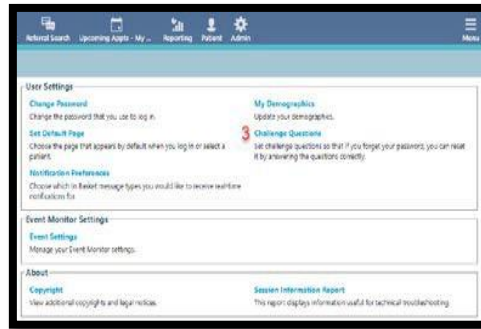 Referral Search Upcoming Appts - My ... Reporting Patient Admin Menu
User Settings
Change Password
Change the password that you use to log in.
Set Default Page
Choose the page that appears by default when you log in or select a
patient.
Notification Preferences
Choose which In Basket message types you would like to receive real-time
notifications for.
My Demographics
Update your demographics.
3 Challenge Questions
Set challenge questions so that if you forget your password, you can reset
it by answering the questions correctly.
Event Monitor Settings
Event Settings
Manage your Event Monitor settings.
About
Copyright
View additional copyrights and legal notices.
Session Information Report
This report displays information useful for technical troubleshooting.